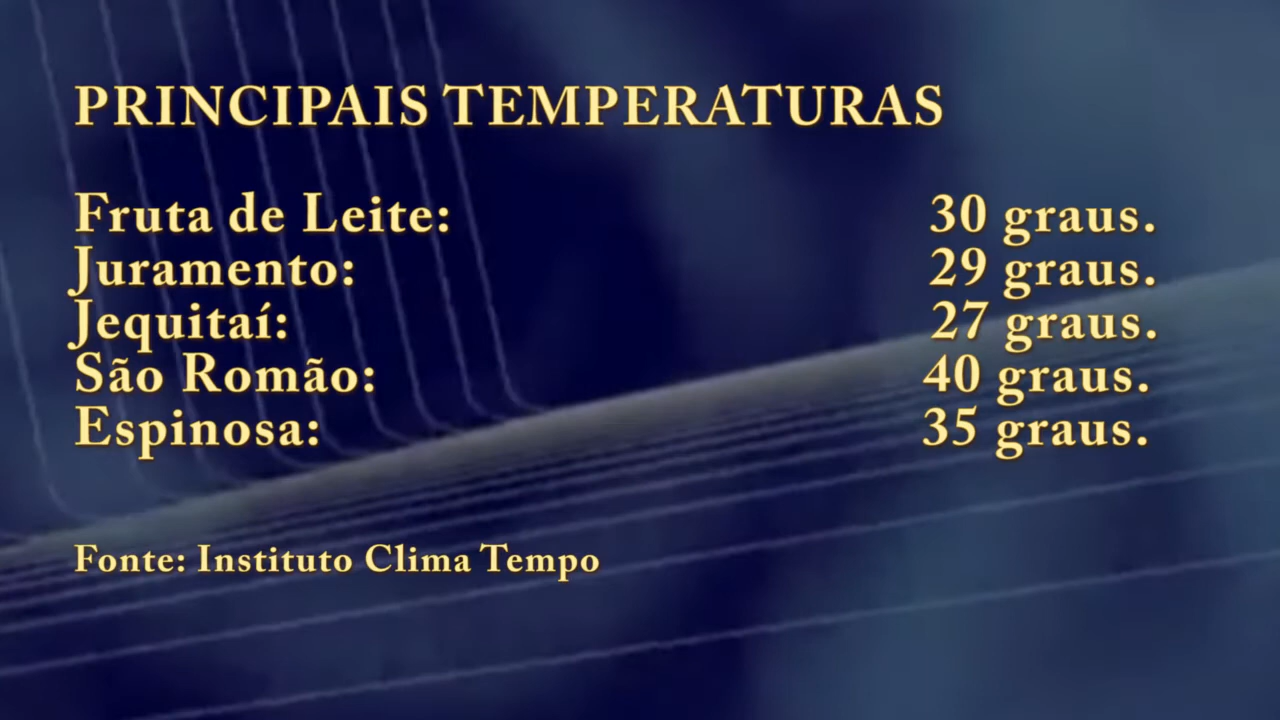 PRINCIPAIS TEMPERATURAS
Fruta de Leite: 30 graus.
Juramento: 29 graus.
Jequitaí: 27 graus.
São Romão: 40 graus.
Espinosa: 35 graus.
Fonte: Instituto Clima Tempo